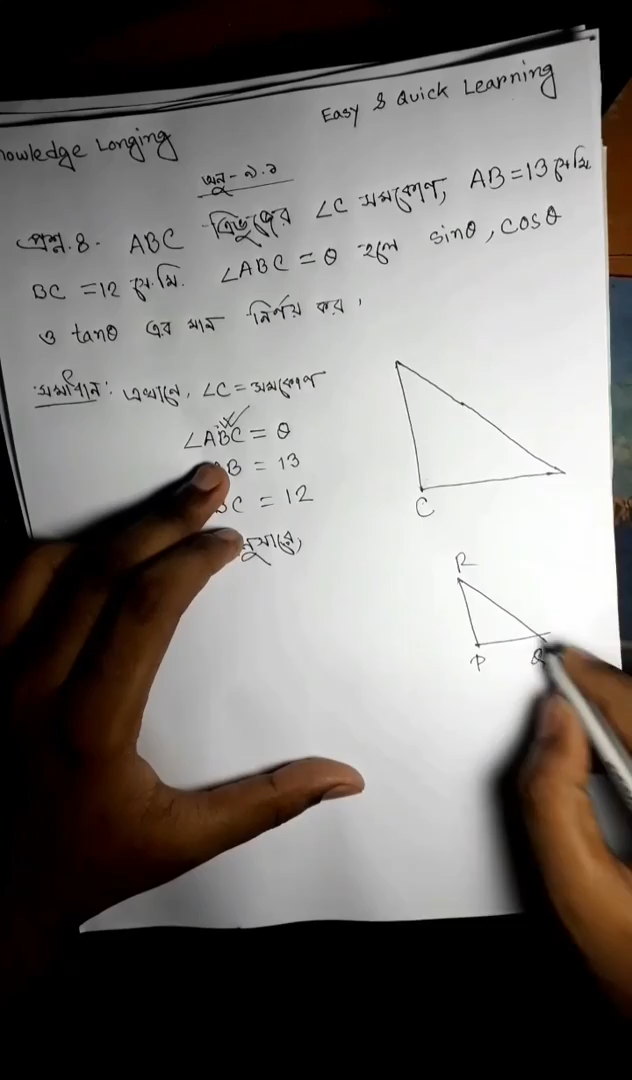 nowledge Longing
Easy & Quick Learning
অনু - ৯.১
প্রশ্ন.৪. ABC ত্রিভুজের ∠C সমকোণ, AB = 13 সে.মি
BC = 12 সে.মি. ∠ABC = θ হলে sinθ, cosθ
ও tanθ এর মান নির্ণয় কর।
সমাধান: এখানে, ∠C = সমকোণ
∠ABC = θ
B = 13
BC = 12
নুসারে,
C
R
P Q